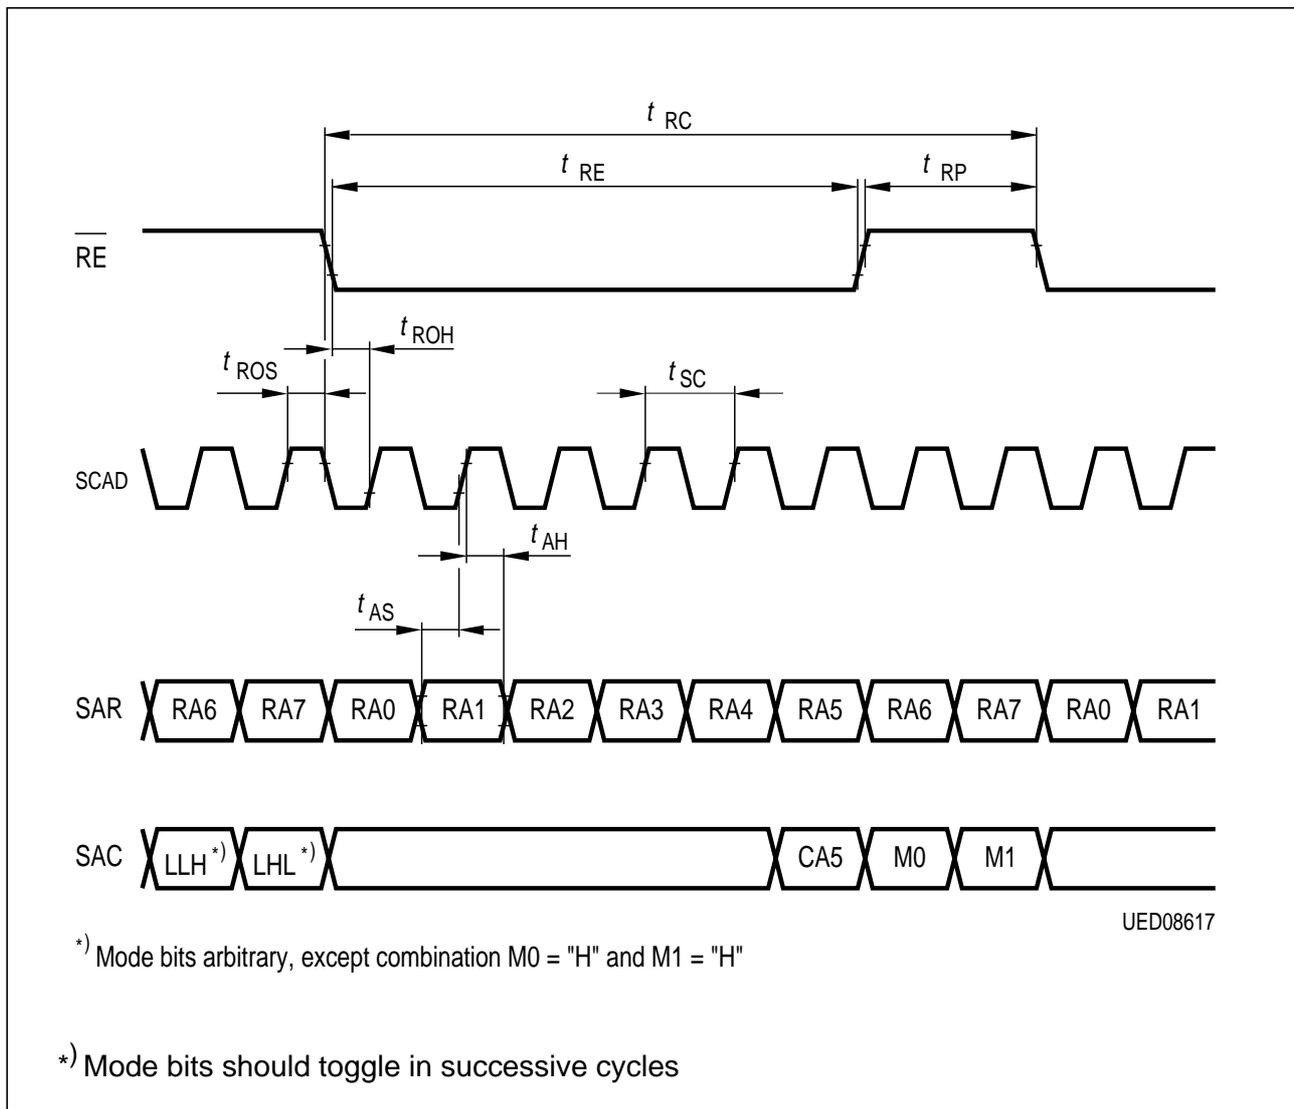 t RC
t RE
t RP
RE
t ROH
t ROS
t SC
SCAD
t AH
t AS
SAR RA6 RA7 RA0 RA1 RA2 RA3 RA4 RA5 RA6 RA7 RA0 RA1
SAC LLH *) LHL *) CA5 M0 M1
UED08617
*) Mode bits arbitrary, except combination M0 = "H" and M1 = "H"
*) Mode bits should toggle in successive cycles